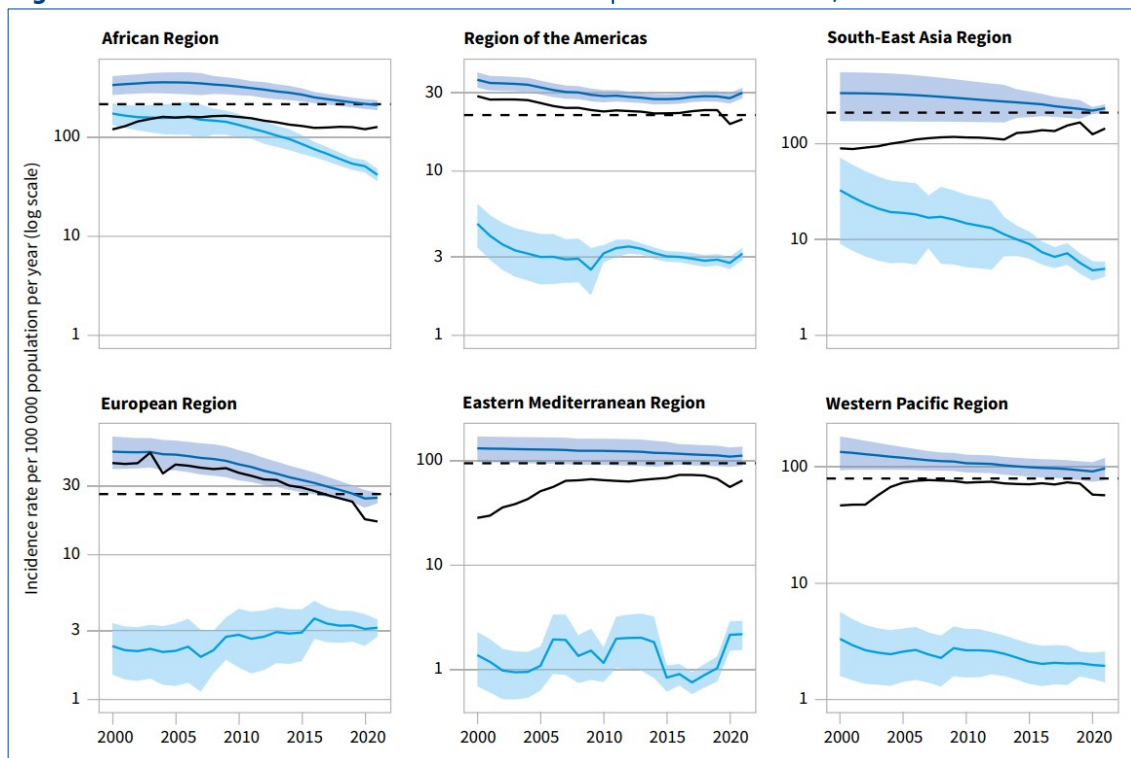 African Region
Region of the Americas
South-East Asia Region
Incidence rate per 100 000 population per year (log scale)
100
10
1
30
10
3
1
100
10
1
European Region
Eastern Mediterranean Region
Western Pacific Region
30
10
3
1
100
10
1
100
10
1
2000 2005 2010 2015 2020
2000 2005 2010 2015 2020
2000 2005 2010 2015 2020